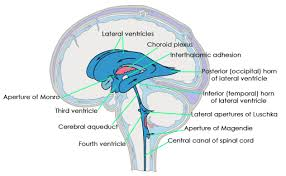 Lateral ventricles
Choroid plexus
Interthalamic adhesion
Posterior (occipital) horn
of lateral ventricle
Inferior (temporal) horn
of lateral ventricle
Lateral apertures of Luschka
Aperture of Magendie
Central canal of spinal cord
Aperture of Monro
Third ventricle
Cerebral aqueduct
Fourth ventricle